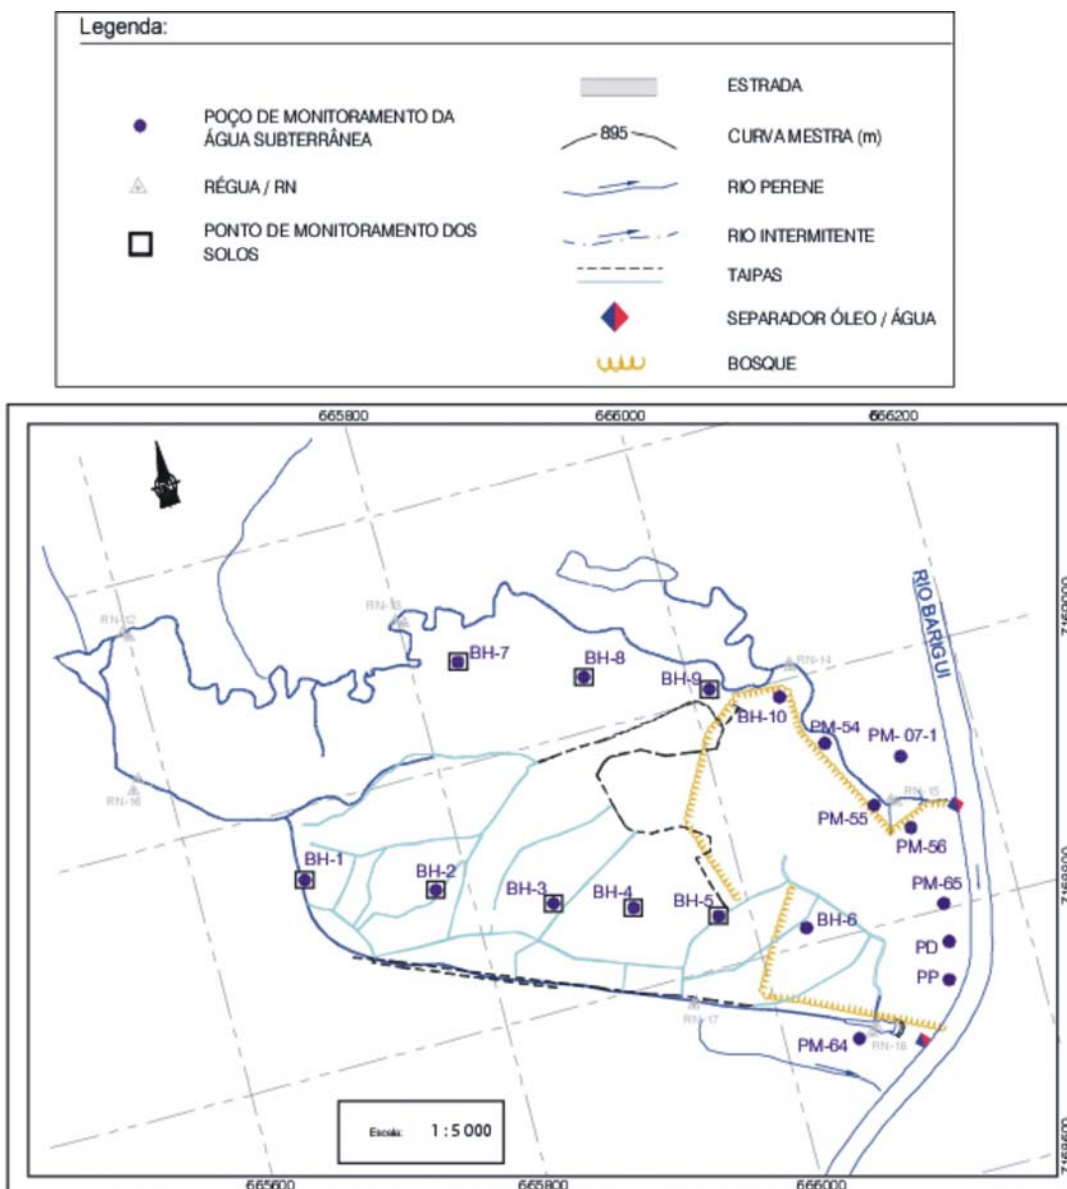 Legenda:
POÇO DE MONITORAMENTO DA
ÁGUA SUBTERRÂNEA
RÉGUA / RN
PONTO DE MONITORAMENTO DOS
SOLOS
ESTRADA
895
CURVA MESTRA (m)
RIO PERENE
RIO INTERMITENTE
TAIPAS
SEPARADOR ÓLEO / ÁGUA
BOSQUE
665800
666000
666200
RN-12
RN-13
BH-7
BH-8
BH-9
BH-10
RN-14
RIO BARIGUI
7169000
PM-54
PM- 07-1
RN-16
RN-15
PM-55
PM-56
BH-1
BH-2
BH-3
BH-4
BH-5
BH-6
PM-65
7168800
PD
PP
RN-17
PM-64
RN-18
Escala: 1 : 5 000
7168600
665600
665800
666000